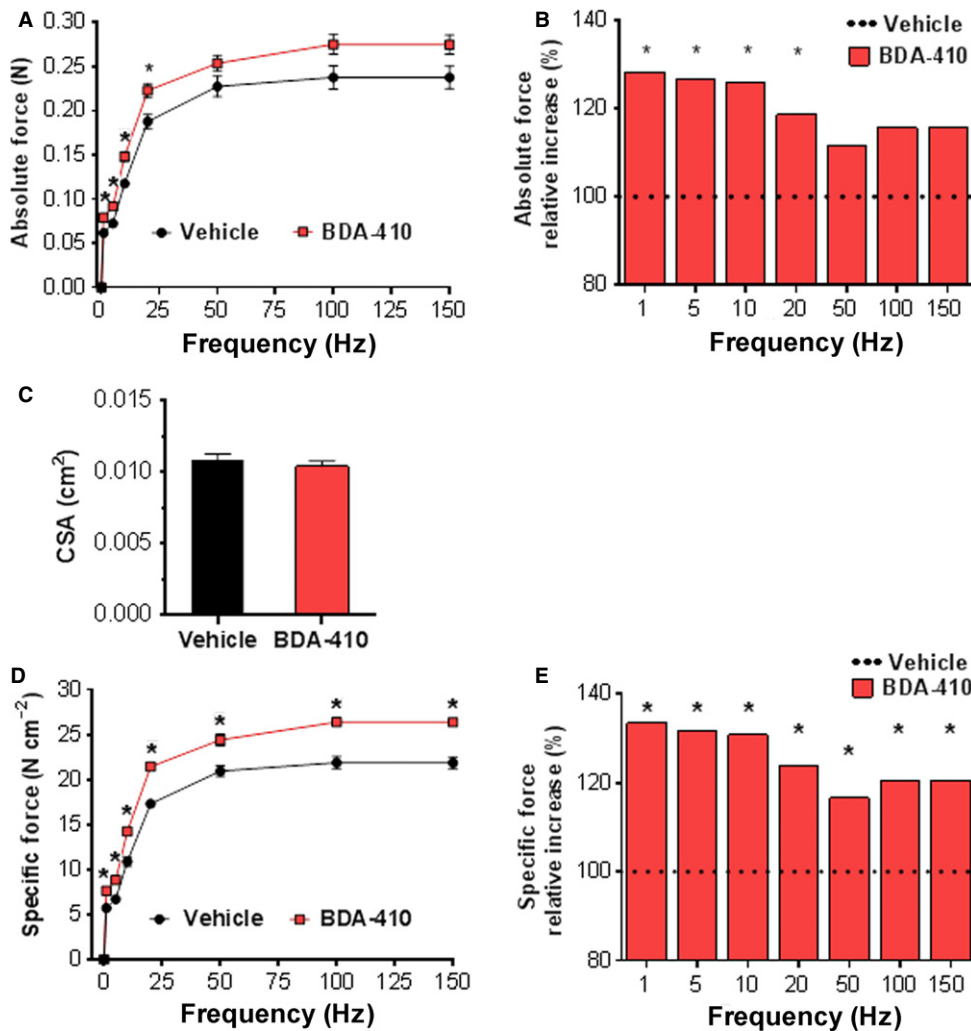 A
Absolute force (N)
0.30
0.25
0.20
0.15
0.10
0.05
0.00
*
*
*
*
Vehicle
BDA-410
0
25
50
75
100
125
150
Frequency (Hz)
B
Absolute force
relative increase (%)
140
120
100
80
Vehicle
BDA-410
*
*
*
*
1
5
10
20
50
100
150
Frequency (Hz)
C
CSA (cm²)
0.015
0.010
0.005
0.000
Vehicle
BDA-410
D
Specific force (N cm⁻²)
30
25
20
15
10
5
0
*
*
*
*
*
*
*
Vehicle
BDA-410
0
25
50
75
100
125
150
Frequency (Hz)
E
Specific force
relative increase (%)
140
120
100
80
Vehicle
BDA-410
*
*
*
*
*
*
*
1
5
10
20
50
100
150
Frequency (Hz)